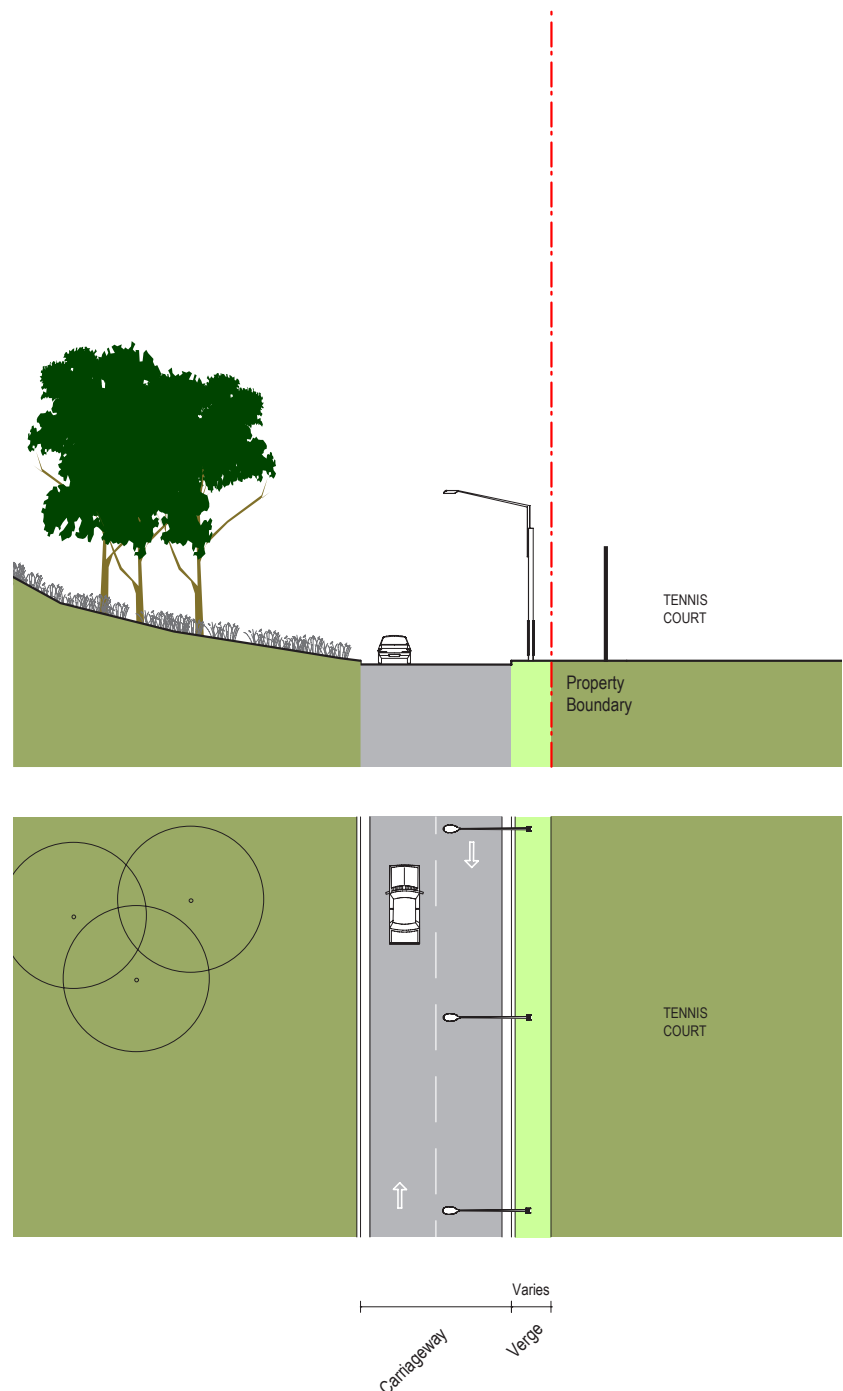 TENNIS
COURT
Property
Boundary
TENNIS
COURT
Varies
Carriageway
Verge